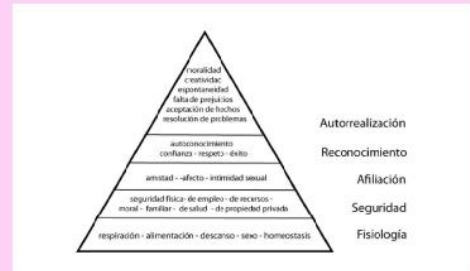 moralidad
creatividad
espontaneidad
falta de prejuicios
aceptación de hechos
resolución de problemas
Autorrealización
autoconocimiento
confianza - respeto - éxito
Reconocimiento
amistad - afecto - intimidad sexual
Afiliación
seguridad física- de empleo - de recursos -
moral - familiar - de salud - de propiedad privada
Seguridad
respiración - alimentación - descanso - sexo - homeostasis
Fisiología